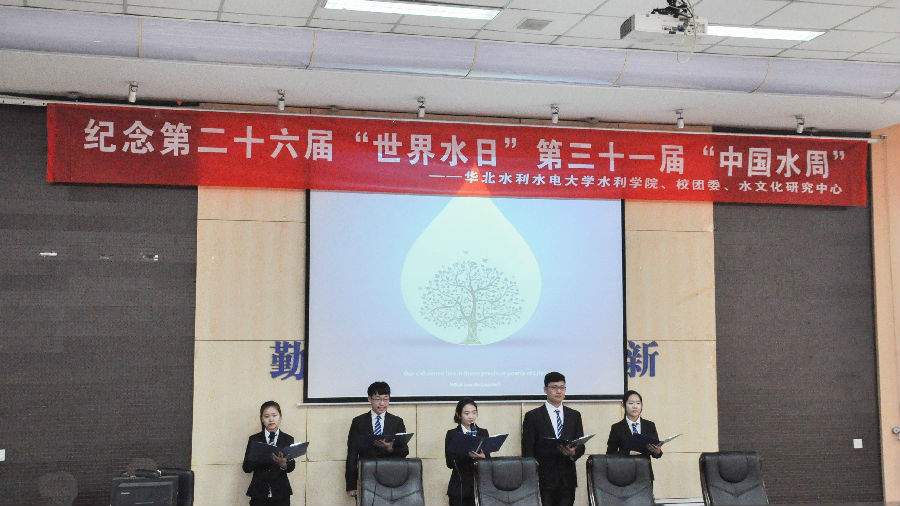 纪念第二十六届“世界水日”第三十一届“中国水周”
——华北水利水电大学水利学院、校团委、水文化研究中心
勤
新